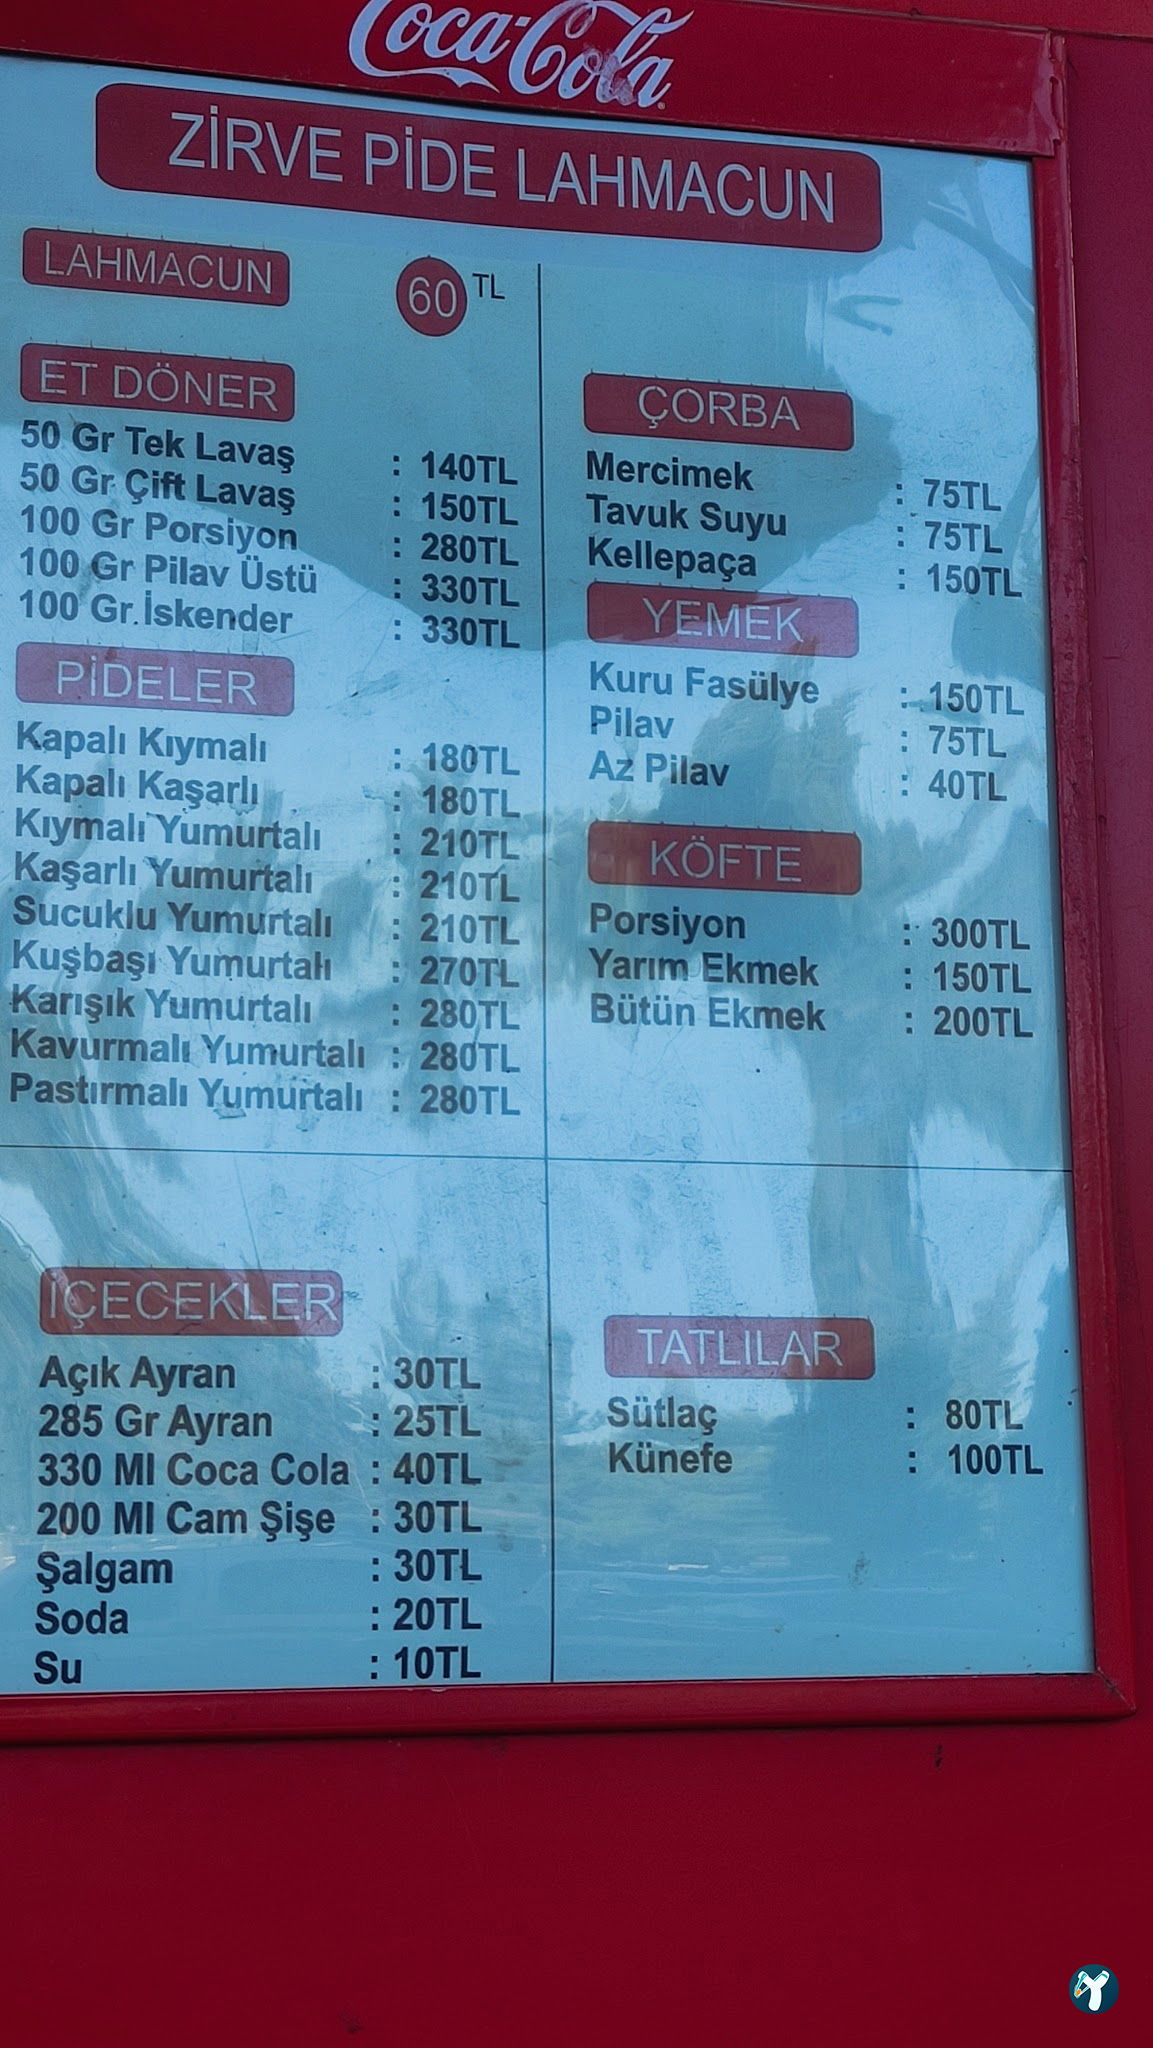 Coca-Cola
ZİRVE PİDE LAHMACUN
LAHMACUN 60 TL
ET DÖNER
50 Gr Tek Lavaş : 140TL
50 Gr Çift Lavaş : 150TL
100 Gr Porsiyon : 280TL
100 Gr Pilav Üstü : 330TL
100 Gr.İskender : 330TL
PİDELER
Kapalı Kıymalı : 180TL
Kapalı Kaşarlı : 180TL
Kıymalı Yumurtalı : 210TL
Kaşarlı Yumurtalı : 210TL
Sucuklu Yumurtalı : 210TL
Kuşbaşı Yumurtalı : 270TL
Karışık Yumurtalı : 280TL
Kavurmalı Yumurtalı : 280TL
Pastırmalı Yumurtalı : 280TL
ÇORBA
Mercimek : 75TL
Tavuk Suyu : 75TL
Kellepaça : 150TL
YEMEK
Kuru Fasülye : 150TL
Pilav : 75TL
Az Pilav : 40TL
KÖFTE
Porsiyon : 300TL
Yarım Ekmek : 150TL
Bütün Ekmek : 200TL
İÇECEKLER
Açık Ayran : 30TL
285 Gr Ayran : 25TL
330 Ml Coca Cola : 40TL
200 Ml Cam Şişe : 30TL
Şalgam : 30TL
Soda : 20TL
Su : 10TL
TATLILAR
Sütlaç : 80TL
Künefe : 100TL